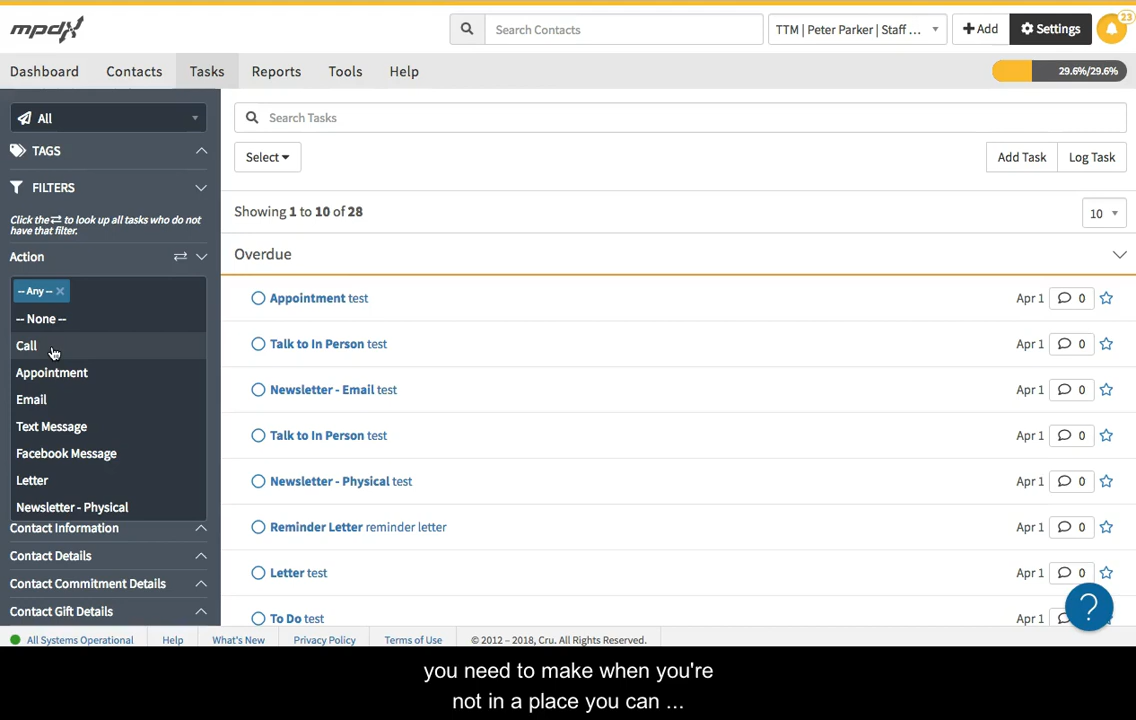 mpdx
Search Contacts
TTM | Peter Parker | Staff ...
Add
Settings
23
Dashboard
Contacts
Tasks
Reports
Tools
Help
29.6%/29.6%
All
Search Tasks
TAGS
Select
Add Task
Log Task
FILTERS
Click the ⇄ to look up all tasks who do not
have that filter.
Showing 1 to 10 of 28
10
Action
Overdue
-- Any -- ×
-- None --
Call
Appointment
Email
Text Message
Facebook Message
Letter
Newsletter - Physical
Contact Information
Contact Details
Contact Commitment Details
Contact Gift Details
Appointment test
Apr 1
0
Talk to In Person test
Apr 1
0
Newsletter - Email test
Apr 1
0
Talk to In Person test
Apr 1
0
Newsletter - Physical test
Apr 1
0
Reminder Letter reminder letter
Apr 1
0
Letter test
Apr 1
0
To Do test
Apr 1
?
All Systems Operational
Help
What's New
Privacy Policy
Terms of Use
© 2012 – 2018, Cru. All Rights Reserved.
you need to make when you're
not in a place you can ...